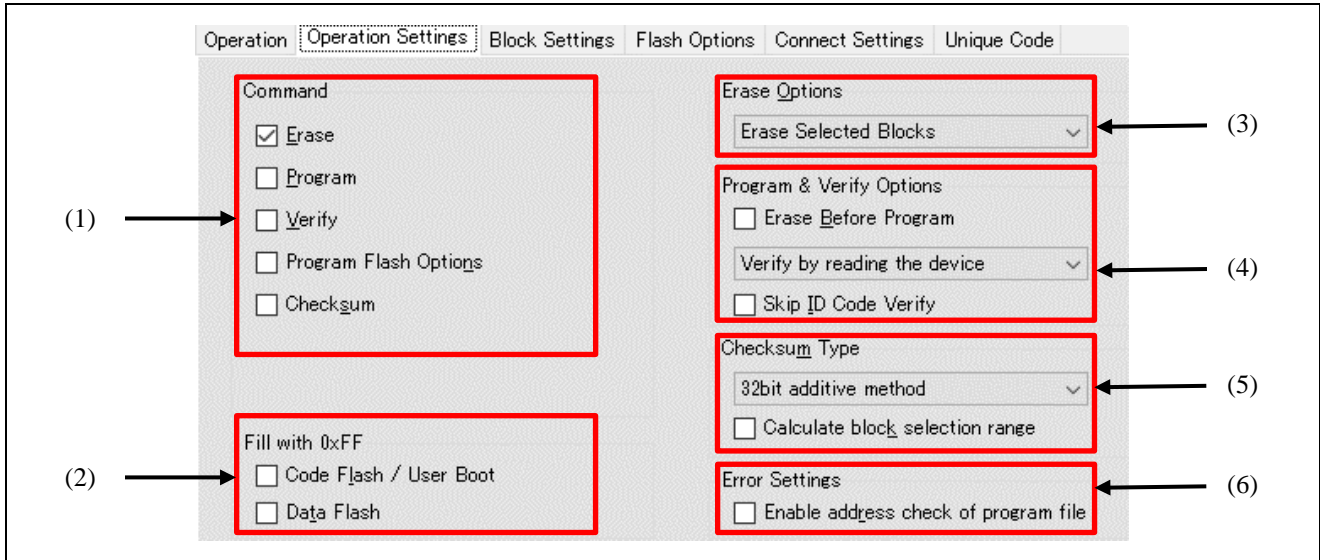 Operation Operation Settings Block Settings Flash Options Connect Settings Unique Code
(1)
Command
Erase
Program
Verify
Program Flash Options
Checksum
(2)
Fill with 0xFF
Code Flash / User Boot
Data Flash
Erase Options
Erase Selected Blocks
(3)
Program & Verify Options
Erase Before Program
Verify by reading the device
Skip ID Code Verify
(4)
Checksum Type
32bit additive method
Calculate block selection range
(5)
Error Settings
Enable address check of program file
(6)